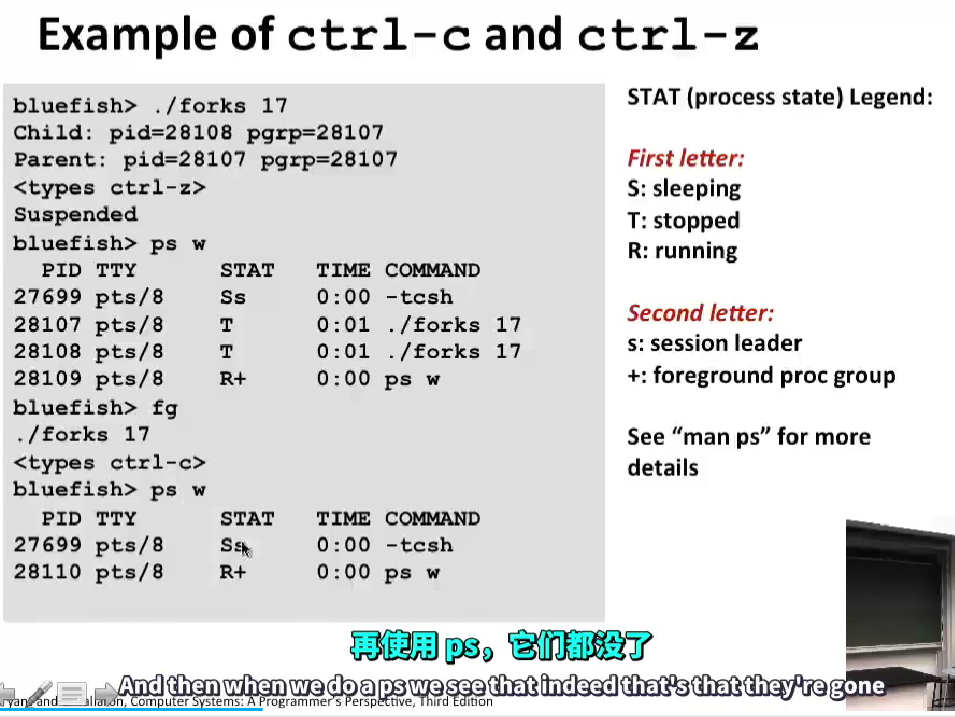 Example of ctrl-c and ctrl-z
bluefish> ./forks 17
Child: pid=28108 pgrp=28107
Parent: pid=28107 pgrp=28107
<types ctrl-z>
Suspended
bluefish> ps w
PID TTY STAT TIME COMMAND
27699 pts/8 Ss 0:00 -tcsh
28107 pts/8 T 0:01 ./forks 17
28108 pts/8 T 0:01 ./forks 17
28109 pts/8 R+ 0:00 ps w
bluefish> fg
./forks 17
<types ctrl-c>
bluefish> ps w
PID TTY STAT TIME COMMAND
27699 pts/8 Ss 0:00 -tcsh
28110 pts/8 R+ 0:00 ps w
STAT (process state) Legend:
First letter:
S: sleeping
T: stopped
R: running
Second letter:
s: session leader
+: foreground proc group
See “man ps” for more
details
再使用 ps，它们都没了
And then when we do a ps we see that indeed that's that they're gone
and Computer Systems: A Programmer's Perspective, Third Edition